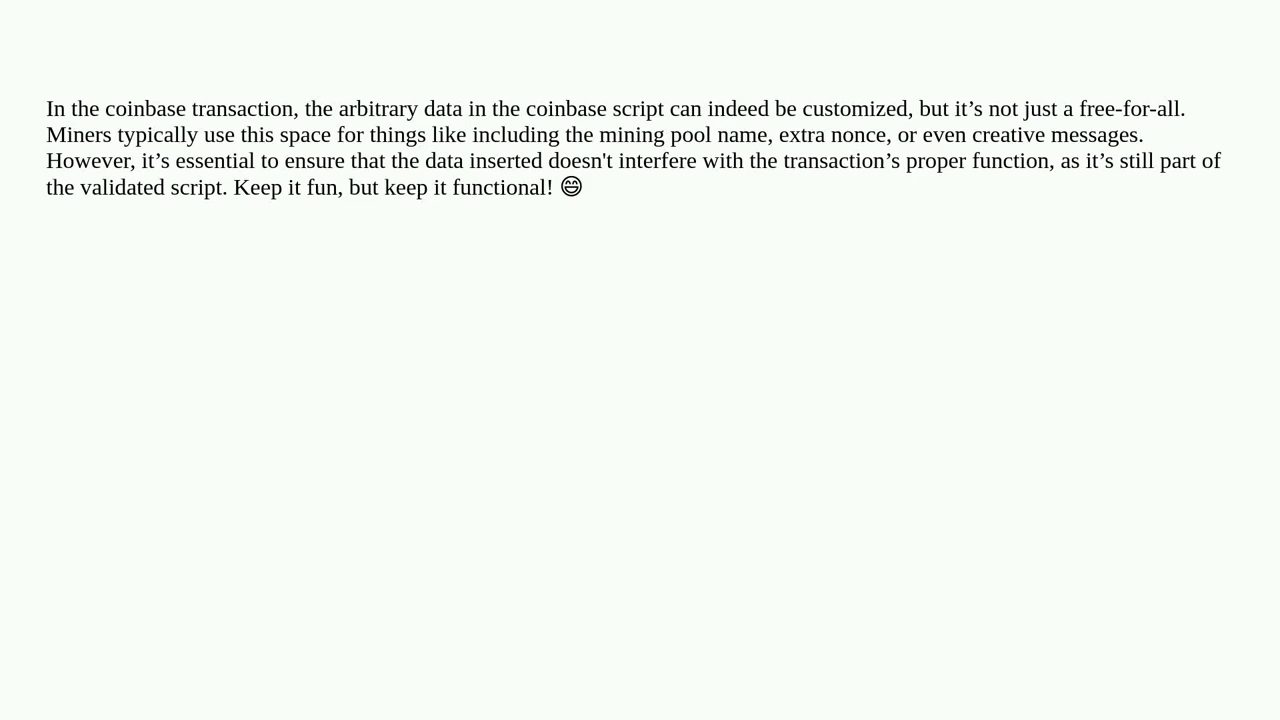 In the coinbase transaction, the arbitrary data in the coinbase script can indeed be customized, but it’s not just a free-for-all.
Miners typically use this space for things like including the mining pool name, extra nonce, or even creative messages.
However, it’s essential to ensure that the data inserted doesn't interfere with the transaction’s proper function, as it’s still part of
the validated script. Keep it fun, but keep it functional! 😄